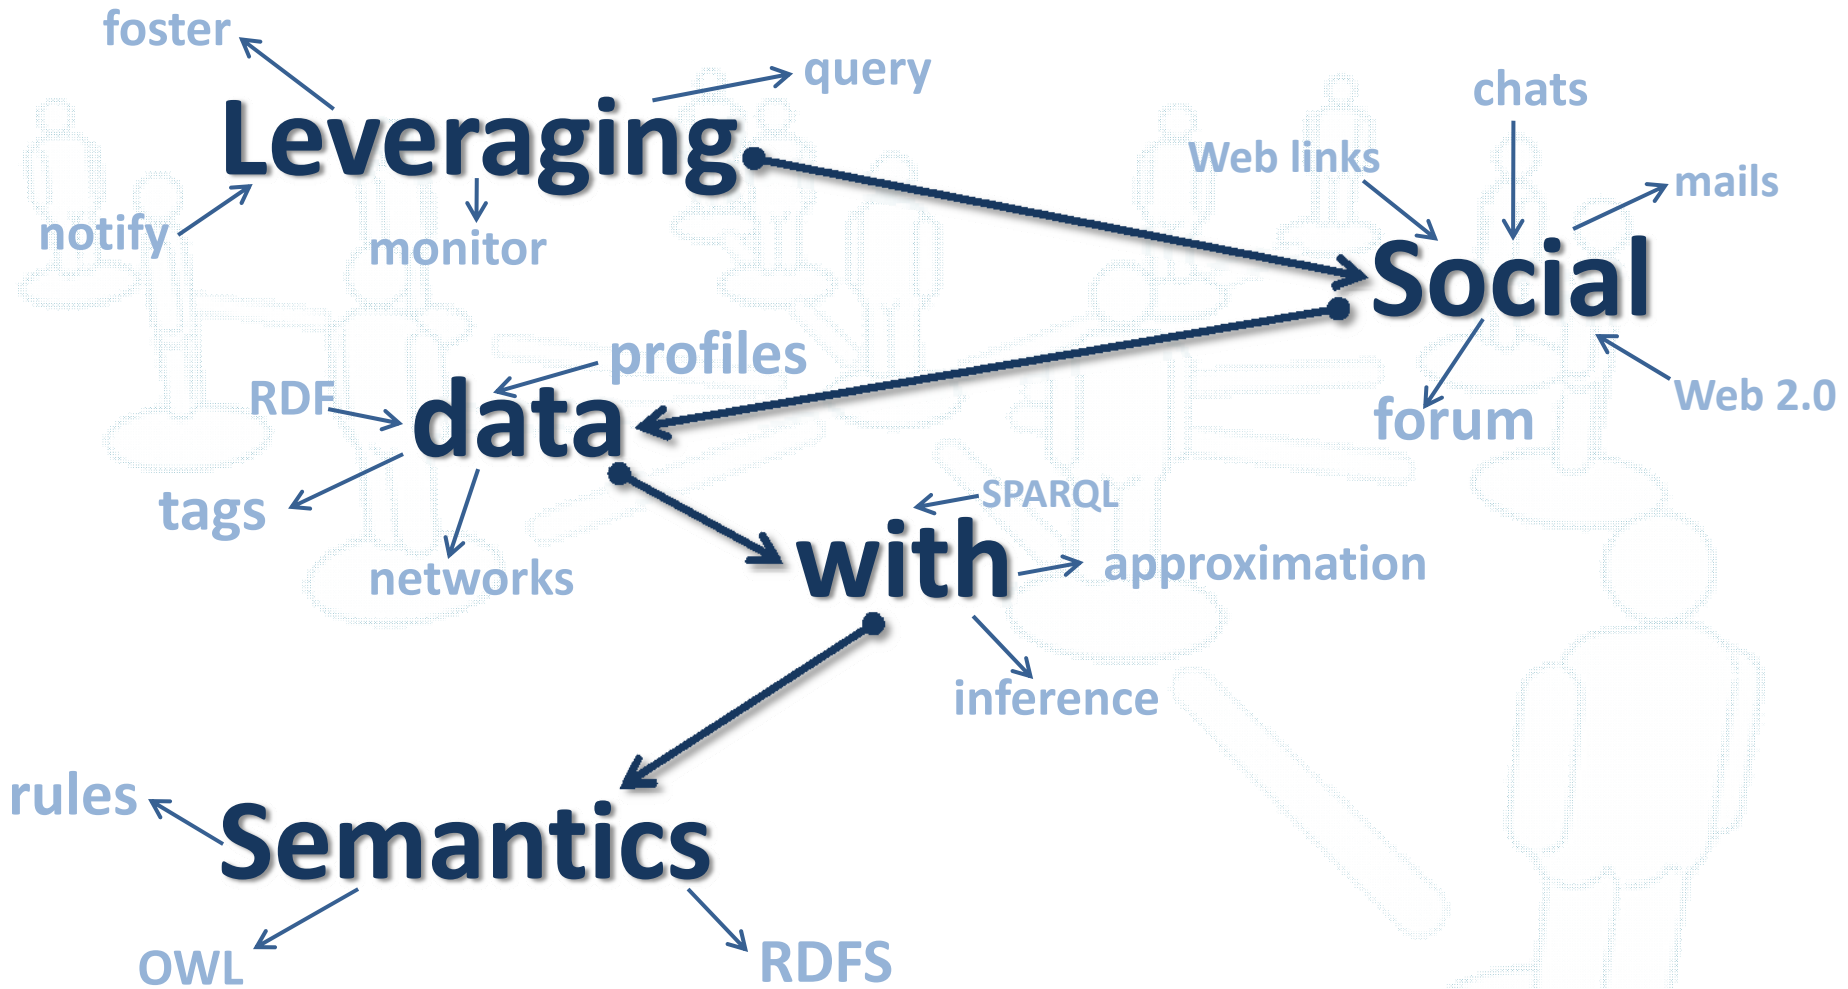 foster
query
Leveraging
chats
Web links
mails
notify
monitor
Social
profiles
RDF
data
Web 2.0
forum
tags
SPARQL
networks
with
approximation
inference
rules
Semantics
OWL
RDFS